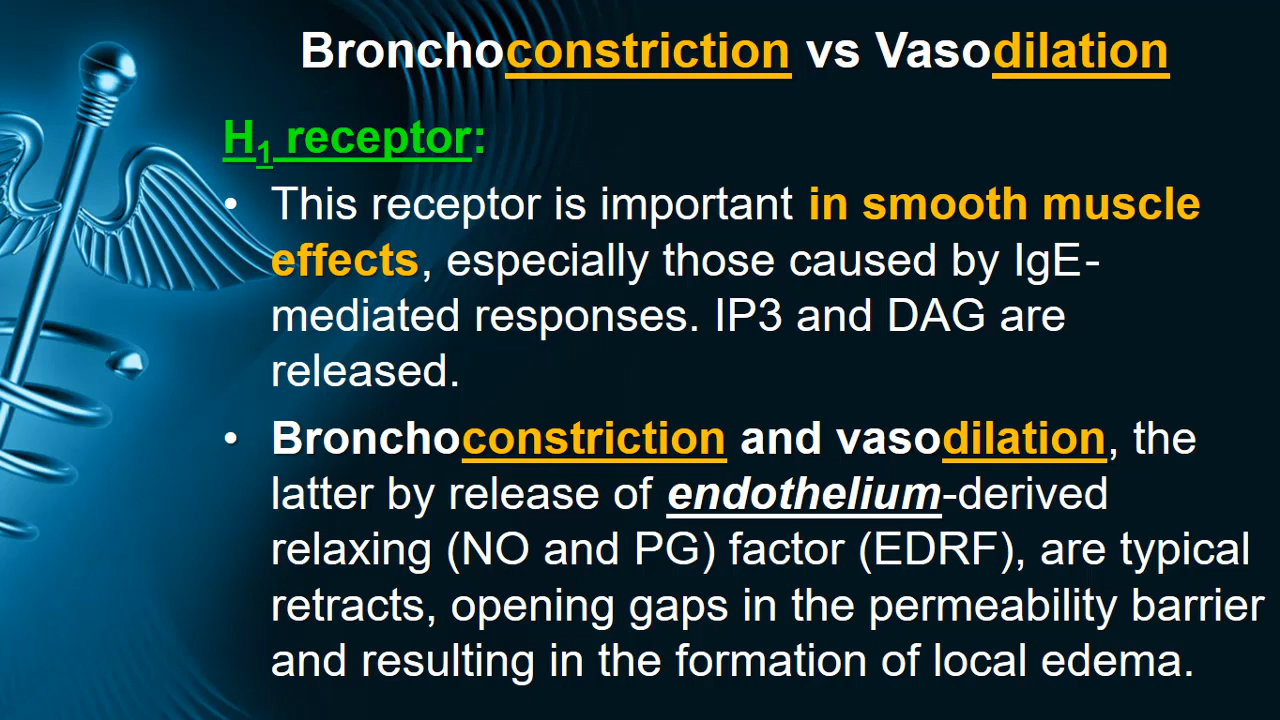 Bronchoconstriction vs Vasodilation
H1 receptor:
• This receptor is important in smooth muscle
effects, especially those caused by IgE-
mediated responses. IP3 and DAG are
released.
• Bronchoconstriction and vasodilation, the
latter by release of endothelium-derived
relaxing (NO and PG) factor (EDRF), are typical
retracts, opening gaps in the permeability barrier
and resulting in the formation of local edema.